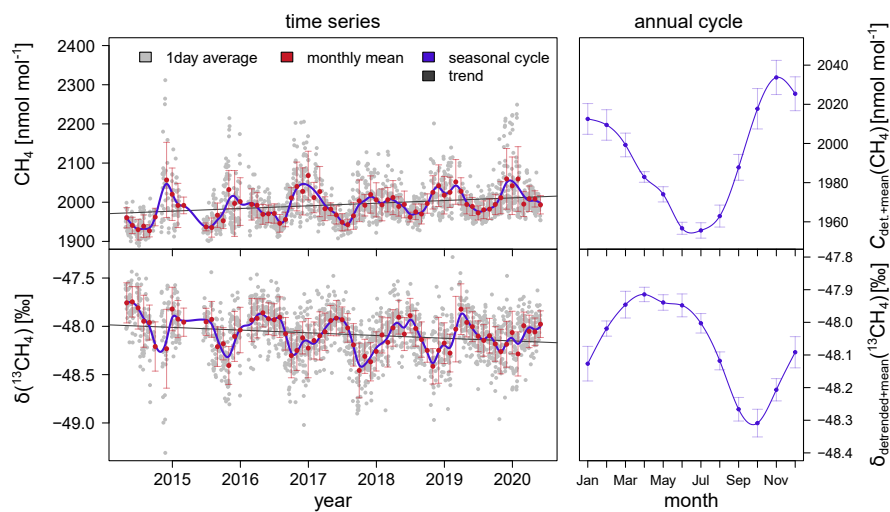 time series
annual cycle
CH₄ [nmol mol⁻¹]
2400
2300
2200
2100
2000
1900
1day average
monthly mean
seasonal cycle
trend
2040
2020
2000
1980
1960
C_det.+mean(CH₄) [nmol mol⁻¹]
δ(¹³CH₄) [‰]
−47.5
−48.0
−48.5
−49.0
−47.8
−47.9
−48.0
−48.1
−48.2
−48.3
−48.4
δ_detrended+mean(¹³CH₄) [‰]
2015 2016 2017 2018 2019 2020
year
Jan Mar May Jul Sep Nov
month